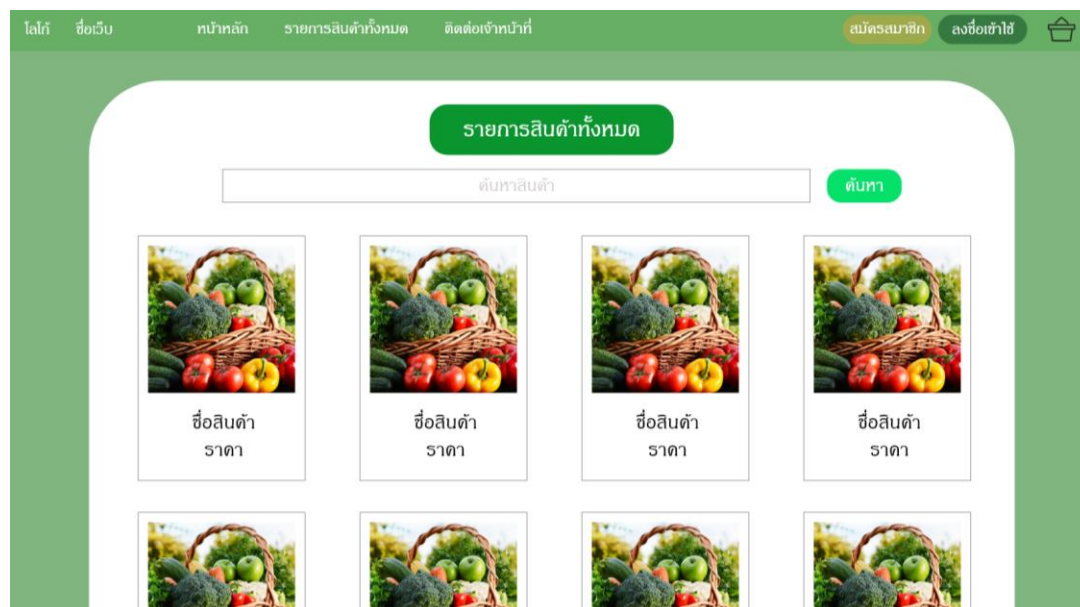 โลโก้ ชื่อเว็บ หน้าหลัก รายการสินค้าทั้งหมด ติดต่อเจ้าหน้าที่ สมัครสมาชิก ลงชื่อเข้าใช้
รายการสินค้าทั้งหมด
ค้นหาสินค้า ค้นหา
ชื่อสินค้า ชื่อสินค้า ชื่อสินค้า ชื่อสินค้า
ราคา ราคา ราคา ราคา